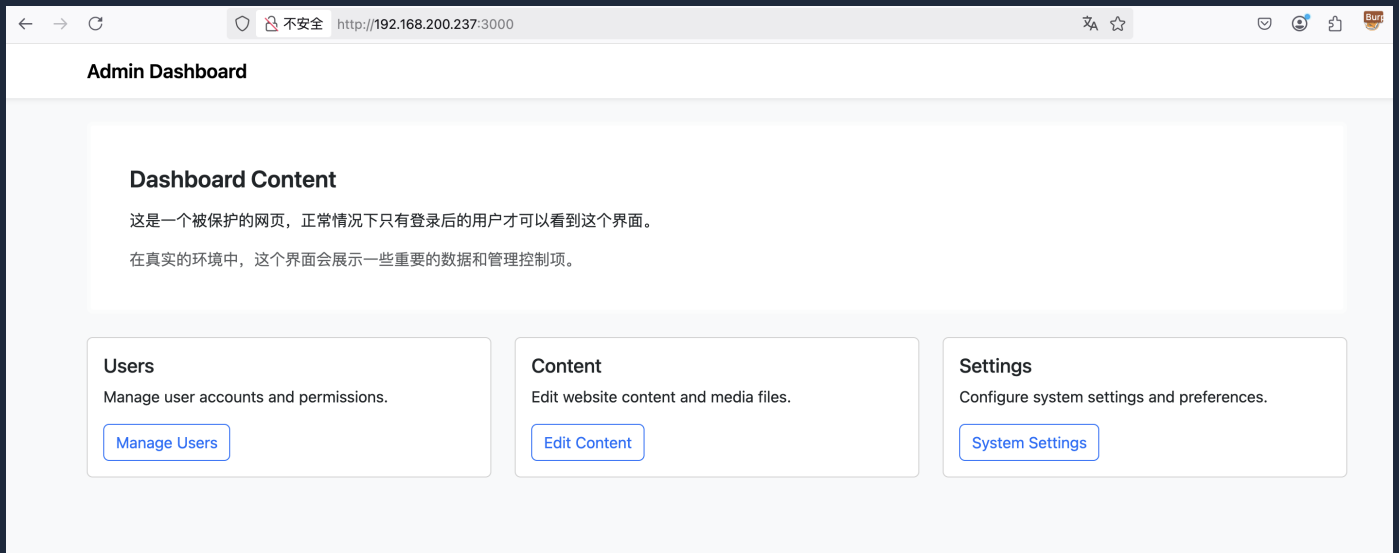 不安全 http://192.168.200.237:3000
Burp
Admin Dashboard
Dashboard Content
这是一个被保护的网页，正常情况下只有登录后的用户才可以看到这个界面。
在真实的环境中，这个界面会展示一些重要的数据和管理控制项。
Users
Manage user accounts and permissions.
Manage Users
Content
Edit website content and media files.
Edit Content
Settings
Configure system settings and preferences.
System Settings